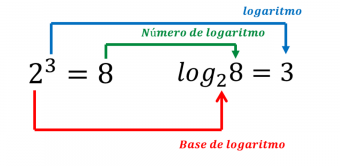 logaritmo
Número de logaritmo
2³ = 8 log₂8 = 3
Base de logaritmo